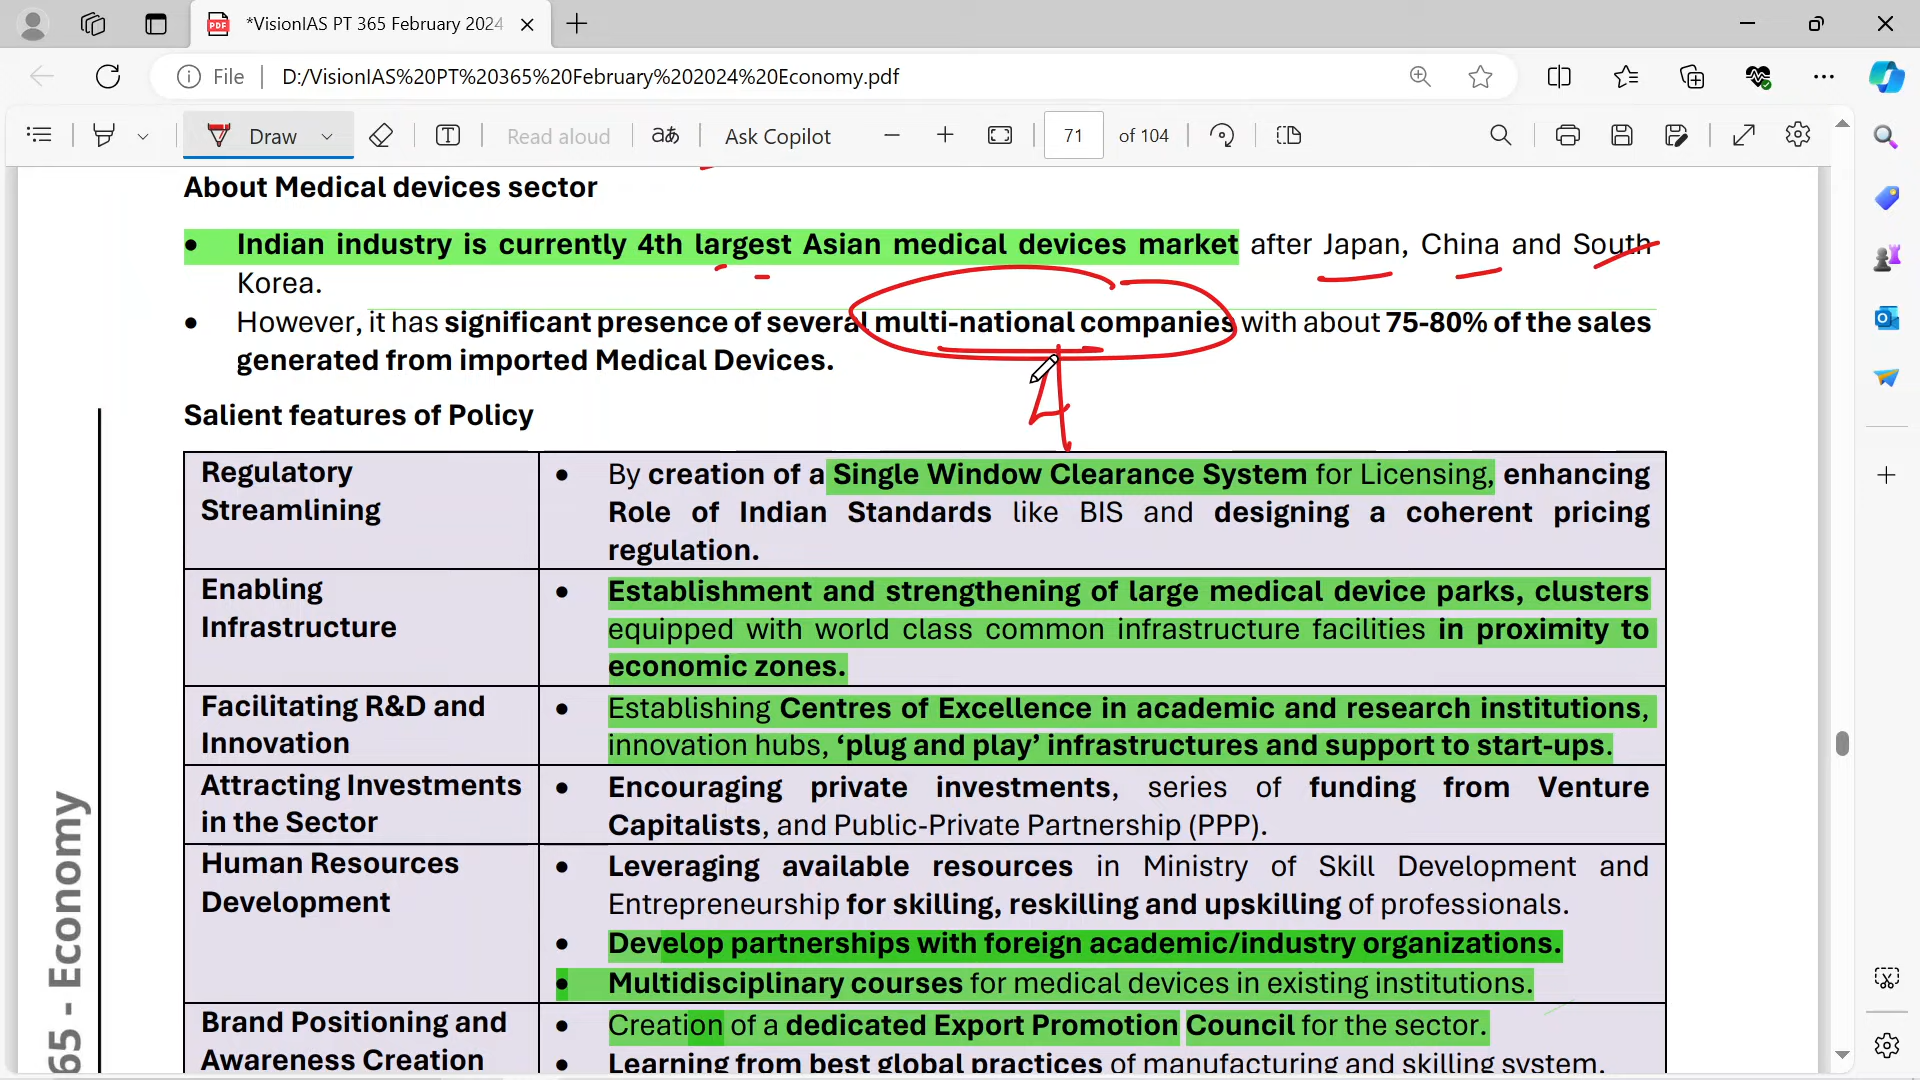 *VisionIAS PT 365 February 2024
File
D:/VisionIAS%20PT%20365%20February%202024%20Economy.pdf
Draw
Read aloud
aあ
Ask Copilot
71
of 104
About Medical devices sector
• Indian industry is currently 4th largest Asian medical devices market after Japan, China and South
Korea.
• However, it has significant presence of several multi-national companies with about 75-80% of the sales
generated from imported Medical Devices.
4
Salient features of Policy
Regulatory
Streamlining
• By creation of a Single Window Clearance System for Licensing, enhancing
Role of Indian Standards like BIS and designing a coherent pricing
regulation.
Enabling
Infrastructure
• Establishment and strengthening of large medical device parks, clusters
equipped with world class common infrastructure facilities in proximity to
economic zones.
Facilitating R&D and
Innovation
• Establishing Centres of Excellence in academic and research institutions,
innovation hubs, ‘plug and play’ infrastructures and support to start-ups.
Attracting Investments
in the Sector
• Encouraging private investments, series of funding from Venture
Capitalists, and Public-Private Partnership (PPP).
Human Resources
Development
• Leveraging available resources in Ministry of Skill Development and
Entrepreneurship for skilling, reskilling and upskilling of professionals.
• Develop partnerships with foreign academic/industry organizations.
• Multidisciplinary courses for medical devices in existing institutions.
Brand Positioning and
Awareness Creation
• Creation of a dedicated Export Promotion Council for the sector.
• Learning from best global practices of manufacturing and skilling system.
65 - Economy